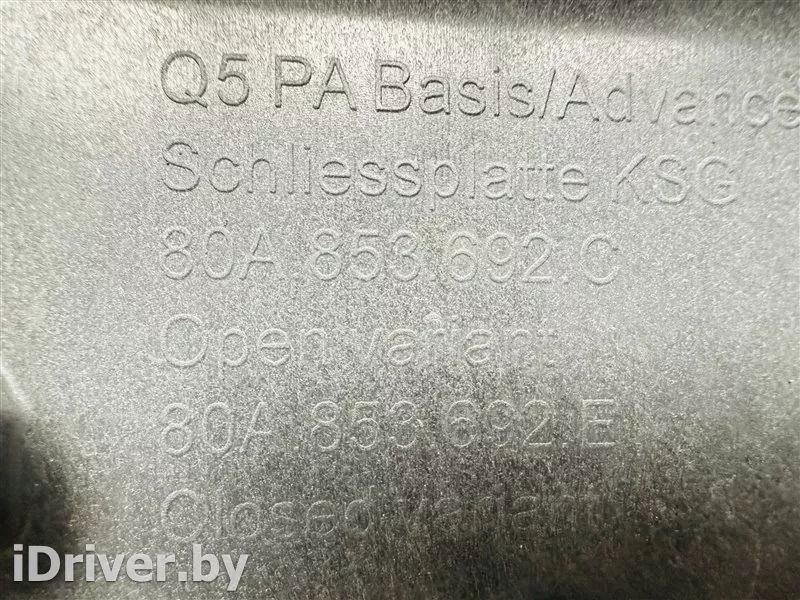 Q5 PA Basis/Advance
Schliessplatte KSG
80A.853.692.C
Open variant
80A.853.692.E
Closed variant
iDriver.by